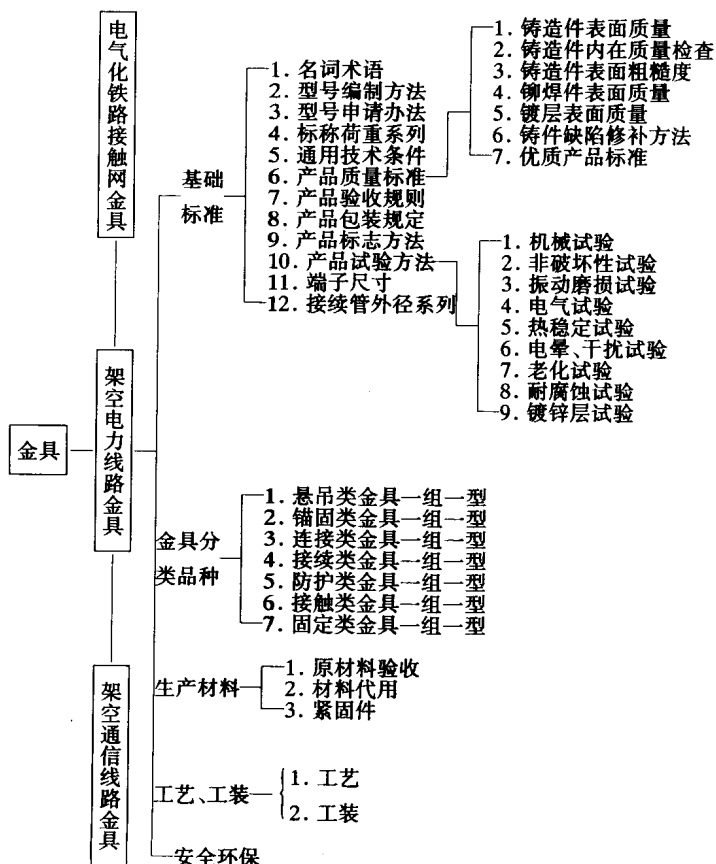 电气化铁路接触网金具
架空电力线路金具
架空通信线路金具
金具
基础
标准
1. 名词术语
2. 型号编制方法
3. 型号申请办法
4. 标称荷重系列
5. 通用技术条件
6. 产品质量标准
7. 产品验收规则
8. 产品包装规定
9. 产品标志方法
10. 产品试验方法
11. 端子尺寸
12. 接续管外径系列
1. 铸造件表面质量
2. 铸造件内在质量检查
3. 铸造件表面粗糙度
4. 铆焊件表面质量
5. 镀层表面质量
6. 铸件缺陷修补方法
7. 优质产品标准
1. 机械试验
2. 非破坏性试验
3. 振动磨损试验
4. 电气试验
5. 热稳定试验
6. 电晕、干扰试验
7. 老化试验
8. 耐腐蚀试验
9. 镀锌层试验
金具分
类品种
1. 悬吊类金具一组一型
2. 锚固类金具一组一型
3. 连接类金具一组一型
4. 接续类金具一组一型
5. 防护类金具一组一型
6. 接触类金具一组一型
7. 固定类金具一组一型
生产材料
1. 原材料验收
2. 材料代用
3. 紧固件
工艺、工装
1. 工艺
2. 工装
安全环保